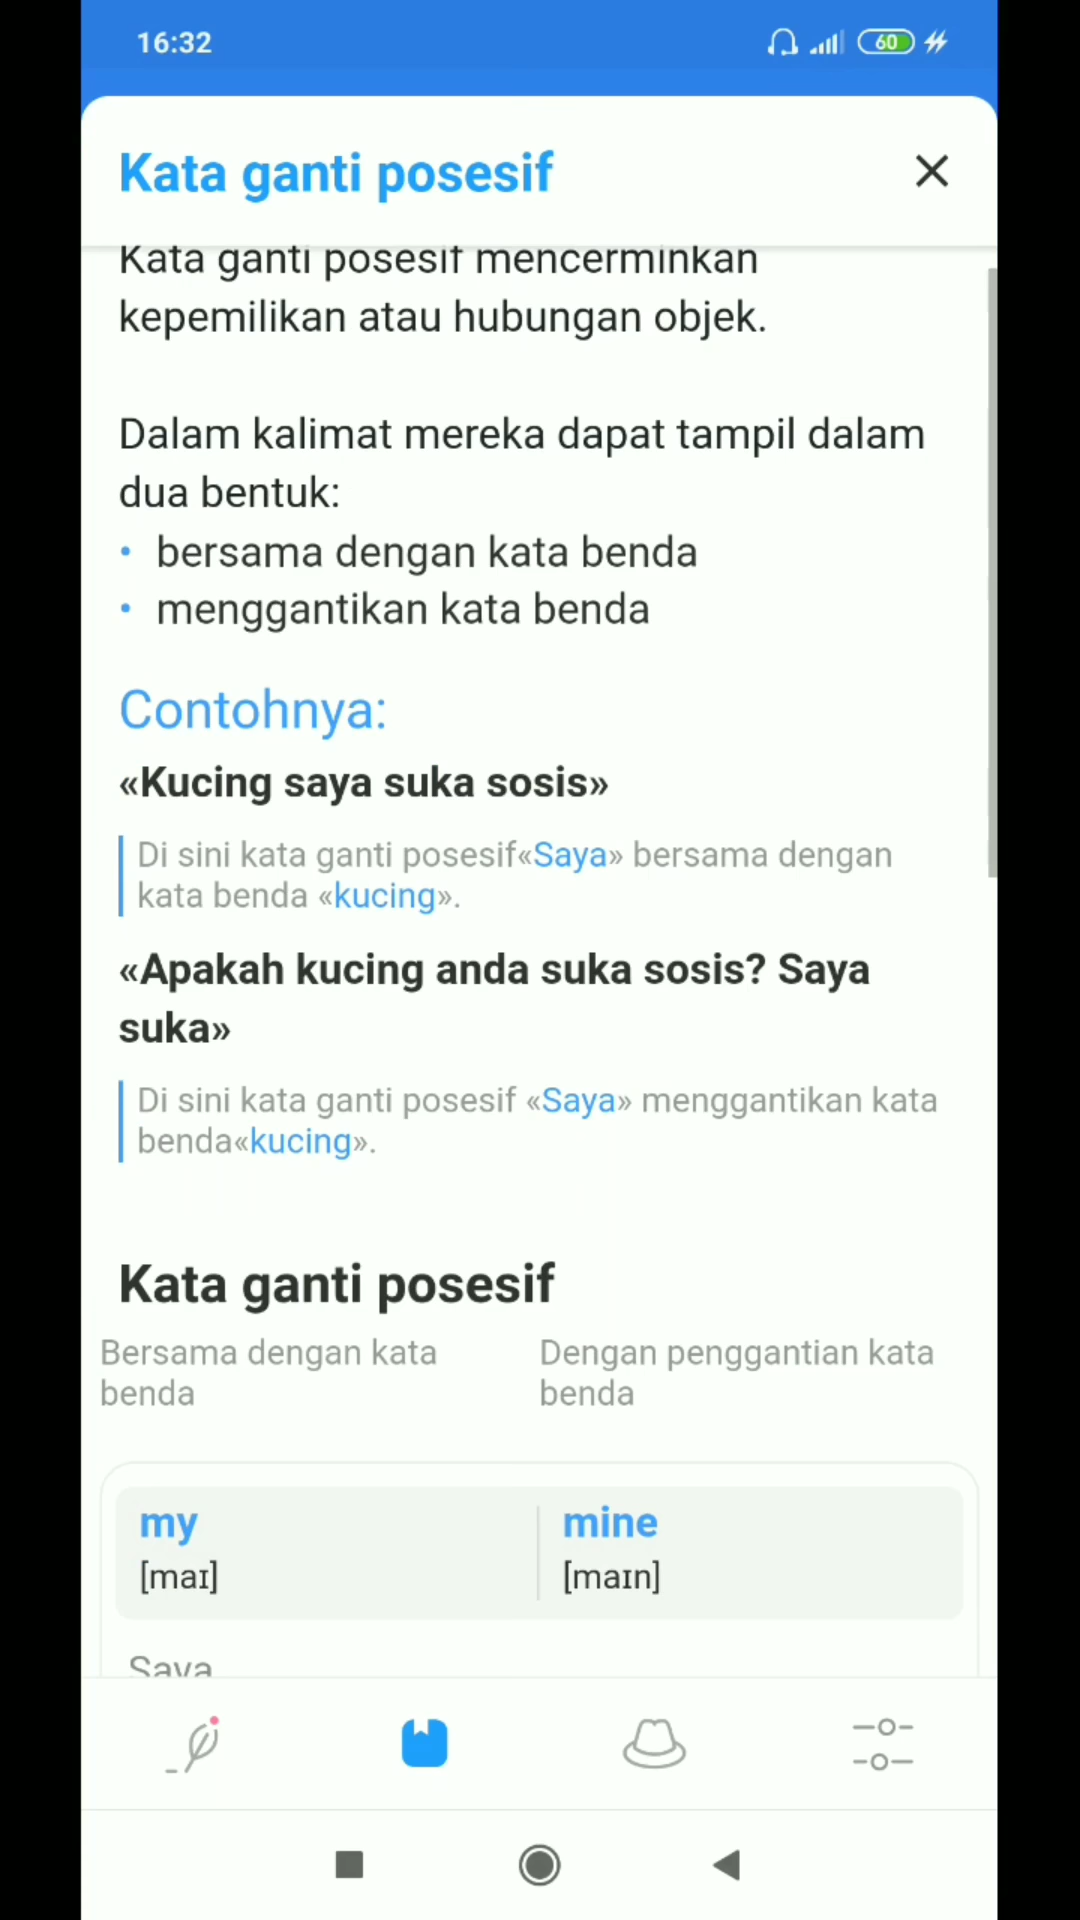 16:32
60
Kata ganti posesif
Kata ganti posesif mencerminkan
kepemilikan atau hubungan objek.
Dalam kalimat mereka dapat tampil dalam
dua bentuk:
• bersama dengan kata benda
• menggantikan kata benda
Contohnya:
«Kucing saya suka sosis»
Di sini kata ganti posesif«Saya» bersama dengan
kata benda «kucing».
«Apakah kucing anda suka sosis? Saya
suka»
Di sini kata ganti posesif «Saya» menggantikan kata
benda«kucing».
Kata ganti posesif
Bersama dengan kata
benda
Dengan penggantian kata
benda
my
[maɪ]
mine
[maɪn]
Saya